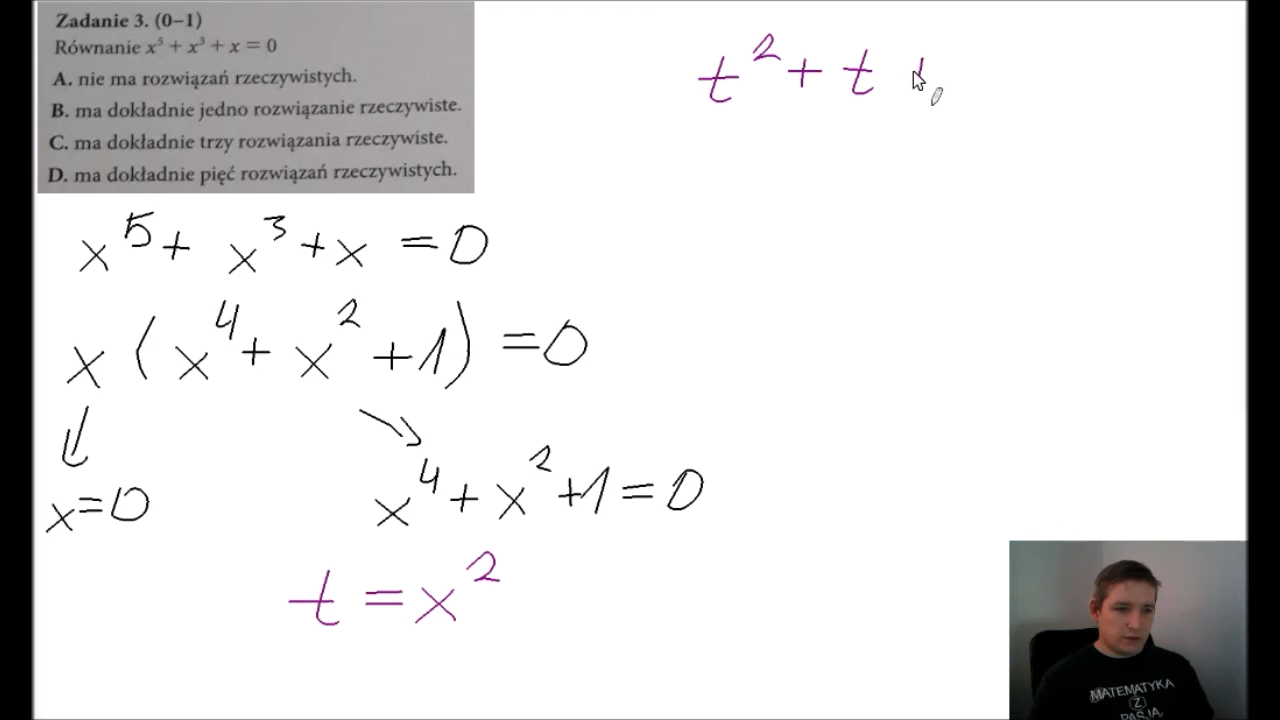 Zadanie 3. (0–1)
Równanie x⁵ + x³ + x = 0
A. nie ma rozwiązań rzeczywistych.
B. ma dokładnie jedno rozwiązanie rzeczywiste.
C. ma dokładnie trzy rozwiązania rzeczywiste.
D. ma dokładnie pięć rozwiązań rzeczywistych.
t² + t
x⁵ + x³ + x = 0
x (x⁴ + x² + 1) = 0
x = 0
x⁴ + x² + 1 = 0
t = x²
MATEMATYKA
Z
PASJĄ